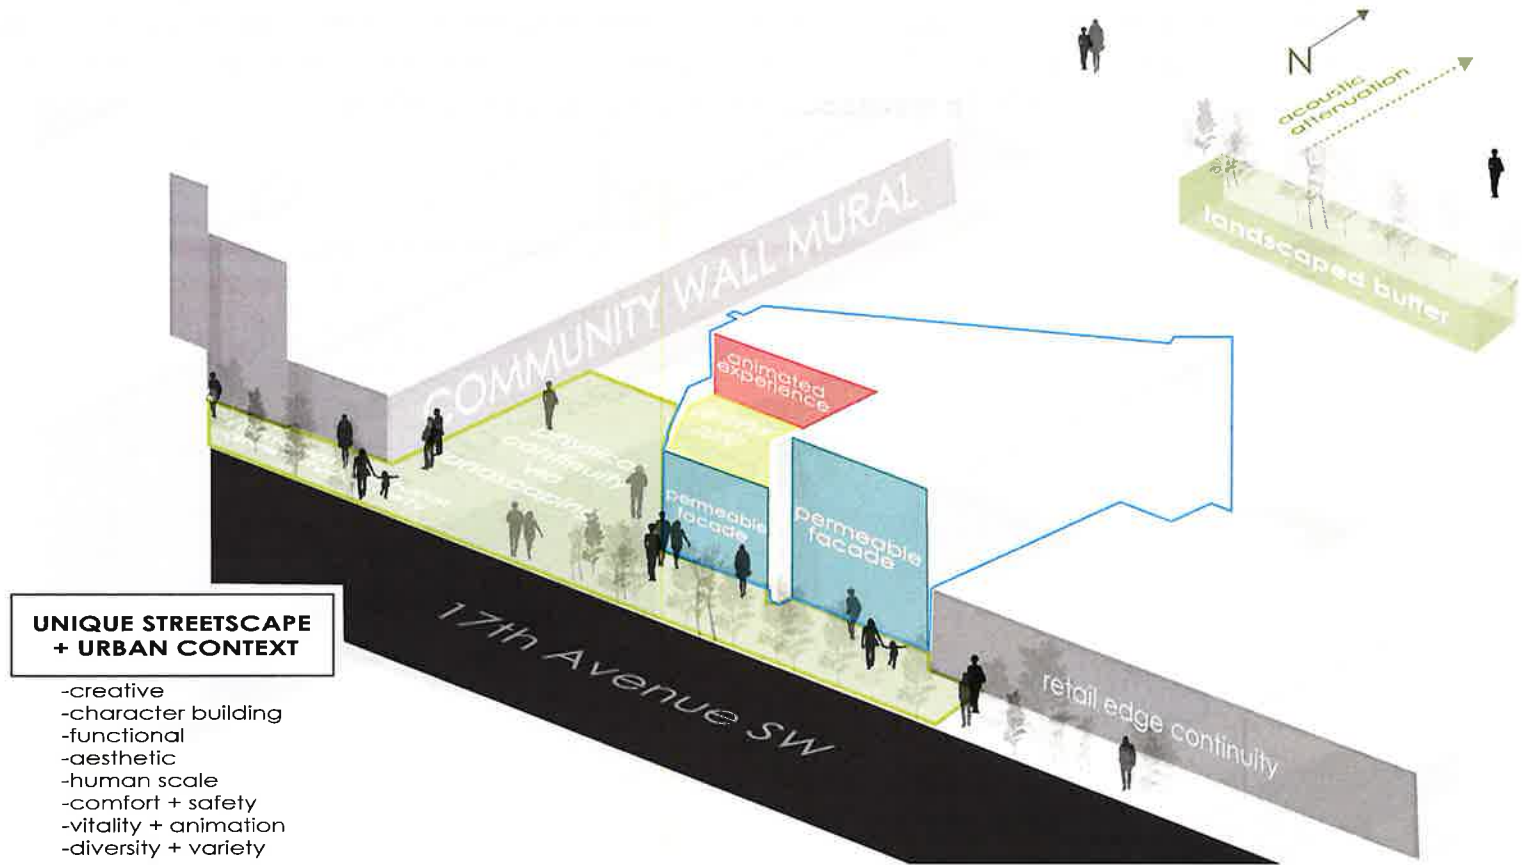 N
acoustic
attenuation
landscaped buffer
COMMUNITY WALL MURAL
animated
experience
permeable
facade
permeable
facade
17th Avenue SW
retail edge continuity
UNIQUE STREETSCAPE
+ URBAN CONTEXT
-creative
-character building
-functional
-aesthetic
-human scale
-comfort + safety
-vitality + animation
-diversity + variety